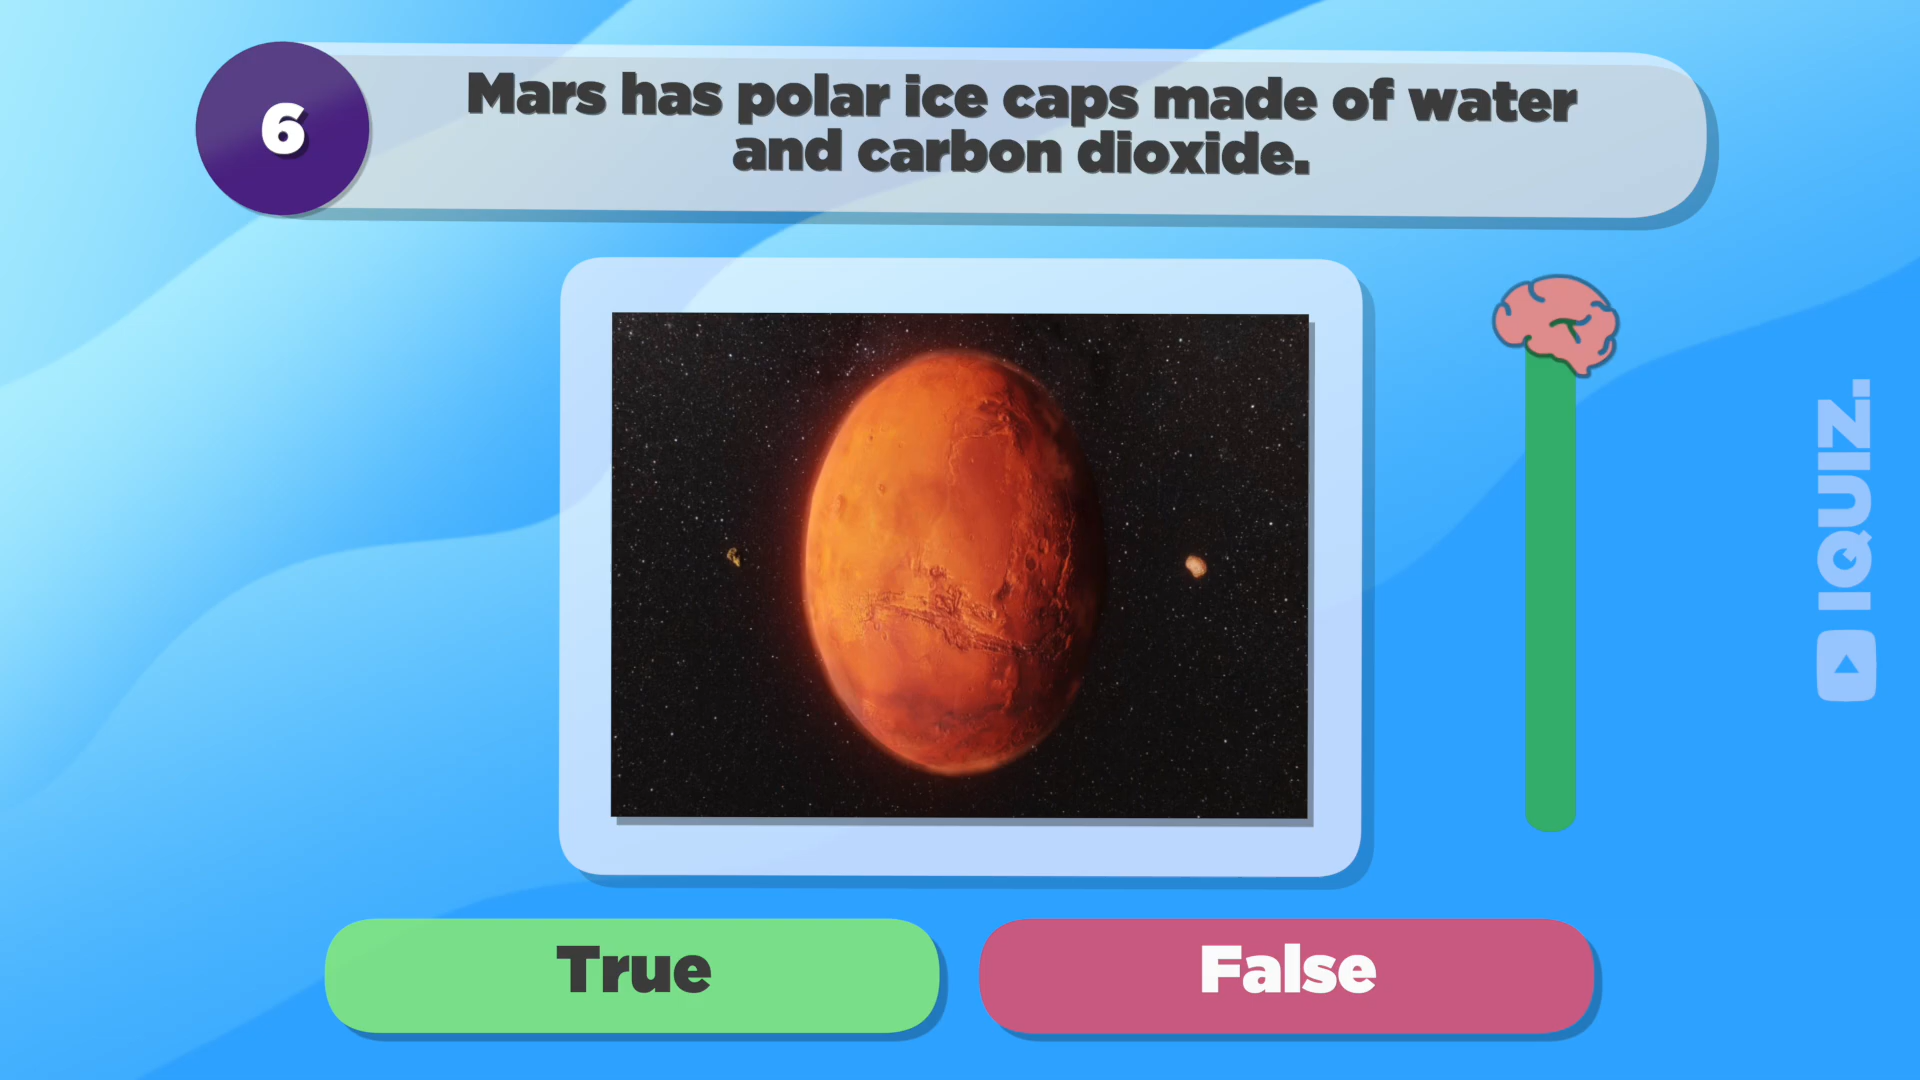 6
Mars has polar ice caps made of water
and carbon dioxide.
IQUIZ.
True
False